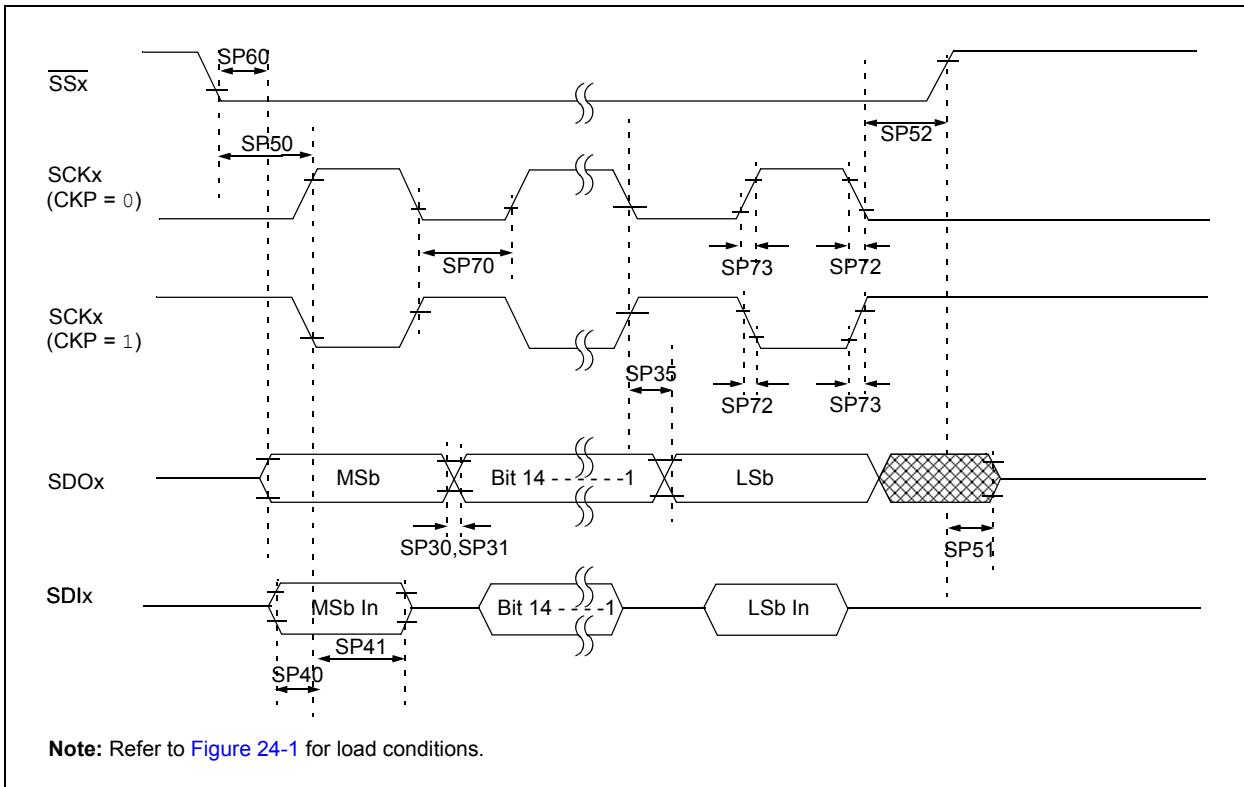 SP60
SSx
SP50
SP52
SCKx
(CKP = 0)
SP70
SP73
SP72
SCKx
(CKP = 1)
SP35
SP72
SP73
SDOx
MSb
Bit 14 - - - - - -1
LSb
SP30,SP31
SP51
SDIx
MSb In
Bit 14 - - - -1
LSb In
SP41
SP40
Note: Refer to Figure 24-1 for load conditions.